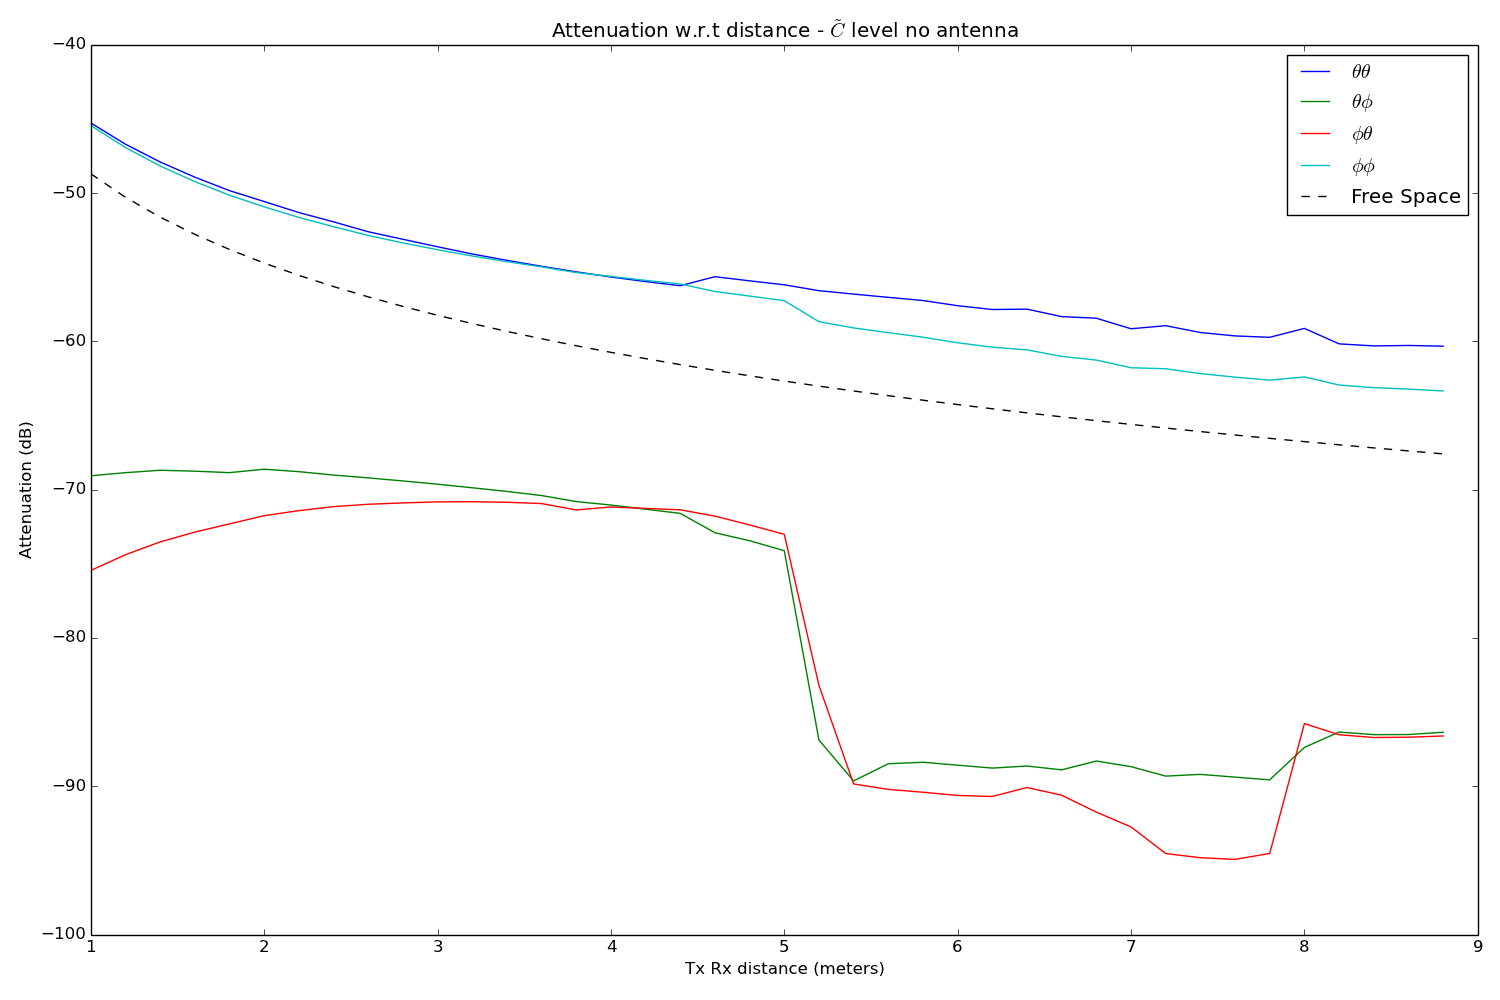 Attenuation w.r.t distance - C̃ level no antenna
−40
−50
−60
−70
−80
−90
−100
Attenuation (dB)
θθ
θϕ
ϕθ
ϕϕ
Free Space
1 2 3 4 5 6 7 8 9
Tx Rx distance (meters)